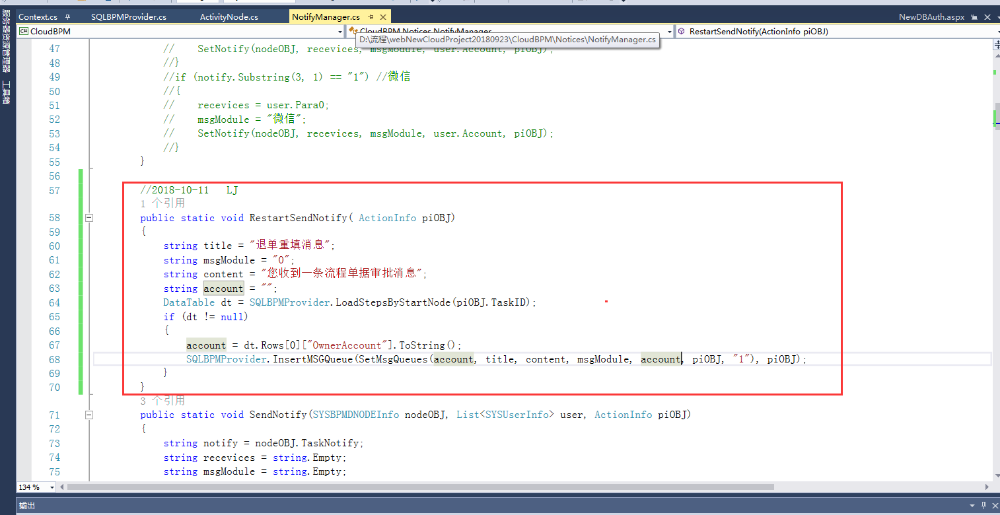 Context.cs SQLBPMProvider.cs ActivityNode.cs NotifyManager.cs NewDBAuth.aspx
服务器资源管理器
工具箱
C# CloudBPM CloudBPM.Notices.NotifyManager RestartSendNotify(ActionInfo piOBJ)
D:\流程\webNewCloudProject20180923\CloudBPM\Notices\NotifyManager.cs
47 // SetNotify(nodeOBJ, recevices, msgModule, user.Account, piOBJ);
48 //}
49 //if (notify.Substring(3, 1) == "1") //微信
50 //{
51 // recevices = user.Para0;
52 // msgModule = "微信";
53 // SetNotify(nodeOBJ, recevices, msgModule, user.Account, piOBJ);
54 //}
55 }
56
57 //2018-10-11 LJ
1 个引用
58 public static void RestartSendNotify( ActionInfo piOBJ)
59 {
60 string title = "退单重填消息";
61 string msgModule = "0";
62 string content = "您收到一条流程单据审批消息";
63 string account = "";
64 DataTable dt = SQLBPMProvider.LoadStepsByStartNode(piOBJ.TaskID);
65 if (dt != null)
66 {
67 account = dt.Rows[0]["OwnerAccount"].ToString();
68 SQLBPMProvider.InsertMSGQueue(SetMsgQueues(account, title, content, msgModule, account, piOBJ, "1"), piOBJ);
69 }
70 }
3 个引用
71 public static void SendNotify(SYSBPMDNODEInfo nodeOBJ, List<SYSUserInfo> user, ActionInfo piOBJ)
72 {
73 string notify = nodeOBJ.TaskNotify;
74 string recevices = string.Empty;
75 string msgModule = string.Empty;
134 %
输出